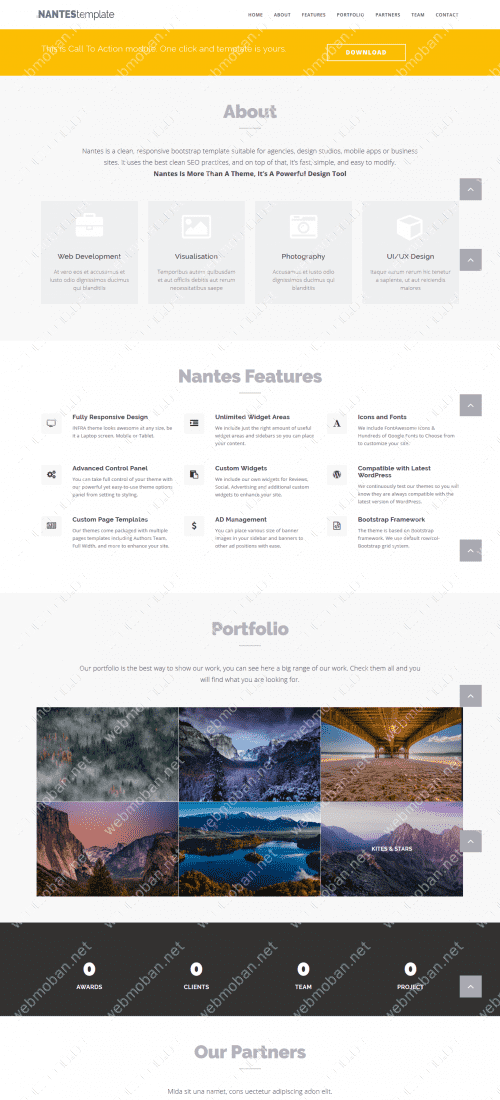 NANTEStemplate
HOME ABOUT FEATURES PORTFOLIO PARTNERS TEAM CONTACT
This is Call To Action module. One click and template is yours.
DOWNLOAD
About
Nantes is a clean, responsive bootstrap template suitable for agencies, design studios, mobile apps or business
sites. It uses the best clean SEO practices, and on top of that, it's fast, simple, and easy to modify.
Nantes Is More Than A Theme, It's A Powerful Design Tool
Web Development
At vero eos et accusamus et
iusto odio dignissimos ducimus
qui blanditiis
Visualisation
Temporibus autem quibusdam
et aut officiis debitis aut rerum
necessitatibus saepe
Photography
Accusamus et iusto odio
dignissimos ducimus qui
blanditiis
UI/UX Design
Itaque earum rerum hic tenetur
a sapiente, ut aut reiciendis
maiores
Nantes Features
Fully Responsive Design
INFRA theme looks awesome at any size, be
it a Laptop screen, Mobile or Tablet.
Unlimited Widget Areas
We include just the right amount of useful
widget areas and sidebars so you can place
your content.
Icons and Fonts
We include FontAwesome Icons &
Hundreds of Google Fonts to Choose from
to customize your site.
Advanced Control Panel
You can take full control of your theme with
our powerful yet easy-to-use theme options
panel from setting to styling.
Custom Widgets
We include our own widgets for Reviews,
Social, Advertising and additional custom
widgets to enhance your site.
Compatible with Latest
WordPress
We continuously test our themes so you will
know they are always compatible with the
latest version of WordPress.
Custom Page Templates
Our themes come packaged with multiple
pages templates including Authors Team,
Full Width, and more to enhance your site.
AD Management
You can place various size of banner
images in your sidebar and banners to
other ad positions with ease.
Bootstrap Framework
The theme is based on Bootstrap
framework. We use default row/col-
Bootstrap grid system.
Portfolio
Our portfolio is the best way to show our work, you can see here a big range of our work. Check them all and you
will find what you are looking for.
KITES & STARS
0 0 0 0
AWARDS CLIENTS TEAM PROJECT
Our Partners
Mida sit una namet, cons uectetur adipiscing adon elit.
webmoban.net